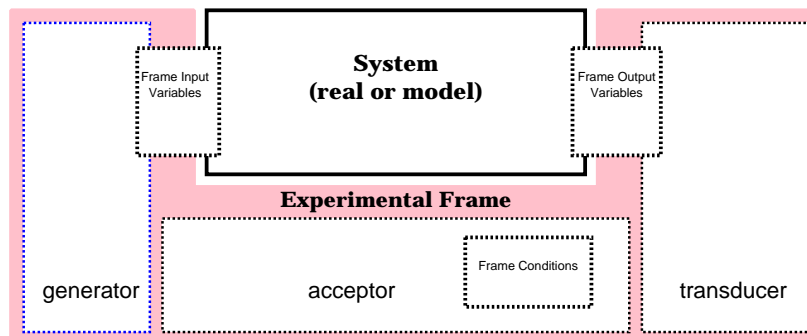 System
(real or model)
Frame Input
Variables
Frame Output
Variables
Experimental Frame
Frame Conditions
generator
acceptor
transducer